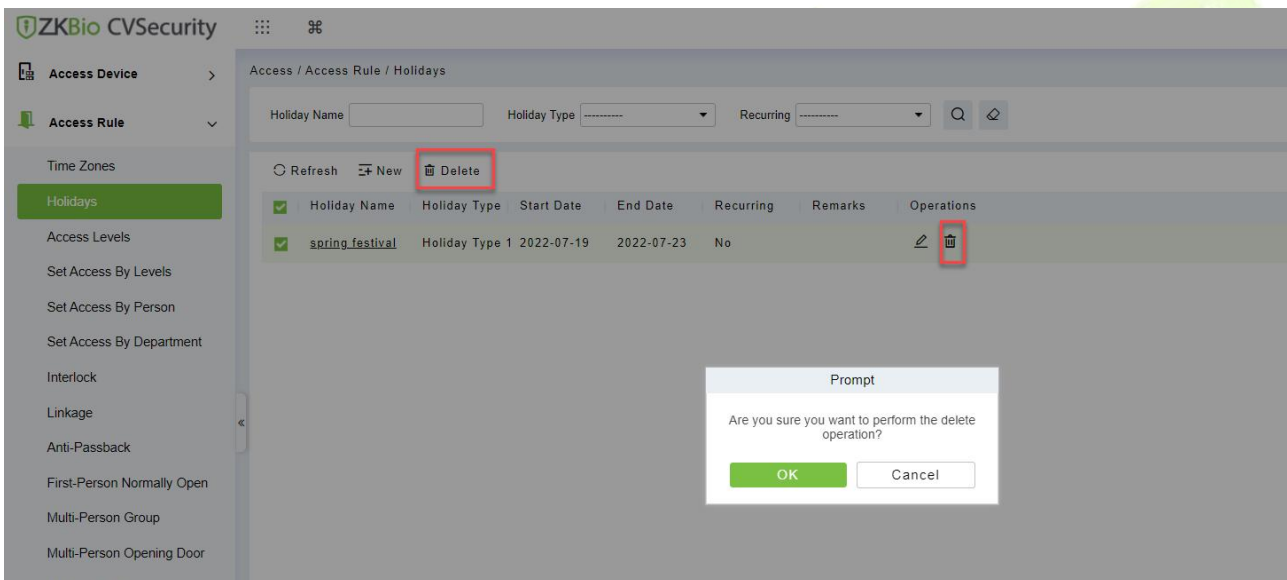 ZKBio CVSecurity
Access Device
Access Rule
Time Zones
Holidays
Access Levels
Set Access By Levels
Set Access By Person
Set Access By Department
Interlock
Linkage
Anti-Passback
First-Person Normally Open
Multi-Person Group
Multi-Person Opening Door
Access / Access Rule / Holidays
Holiday Name Holiday Type ---------- Recurring ----------
Refresh New Delete
Holiday Name Holiday Type Start Date End Date Recurring Remarks Operations
spring festival Holiday Type 1 2022-07-19 2022-07-23 No
Prompt
Are you sure you want to perform the delete
operation?
OK Cancel